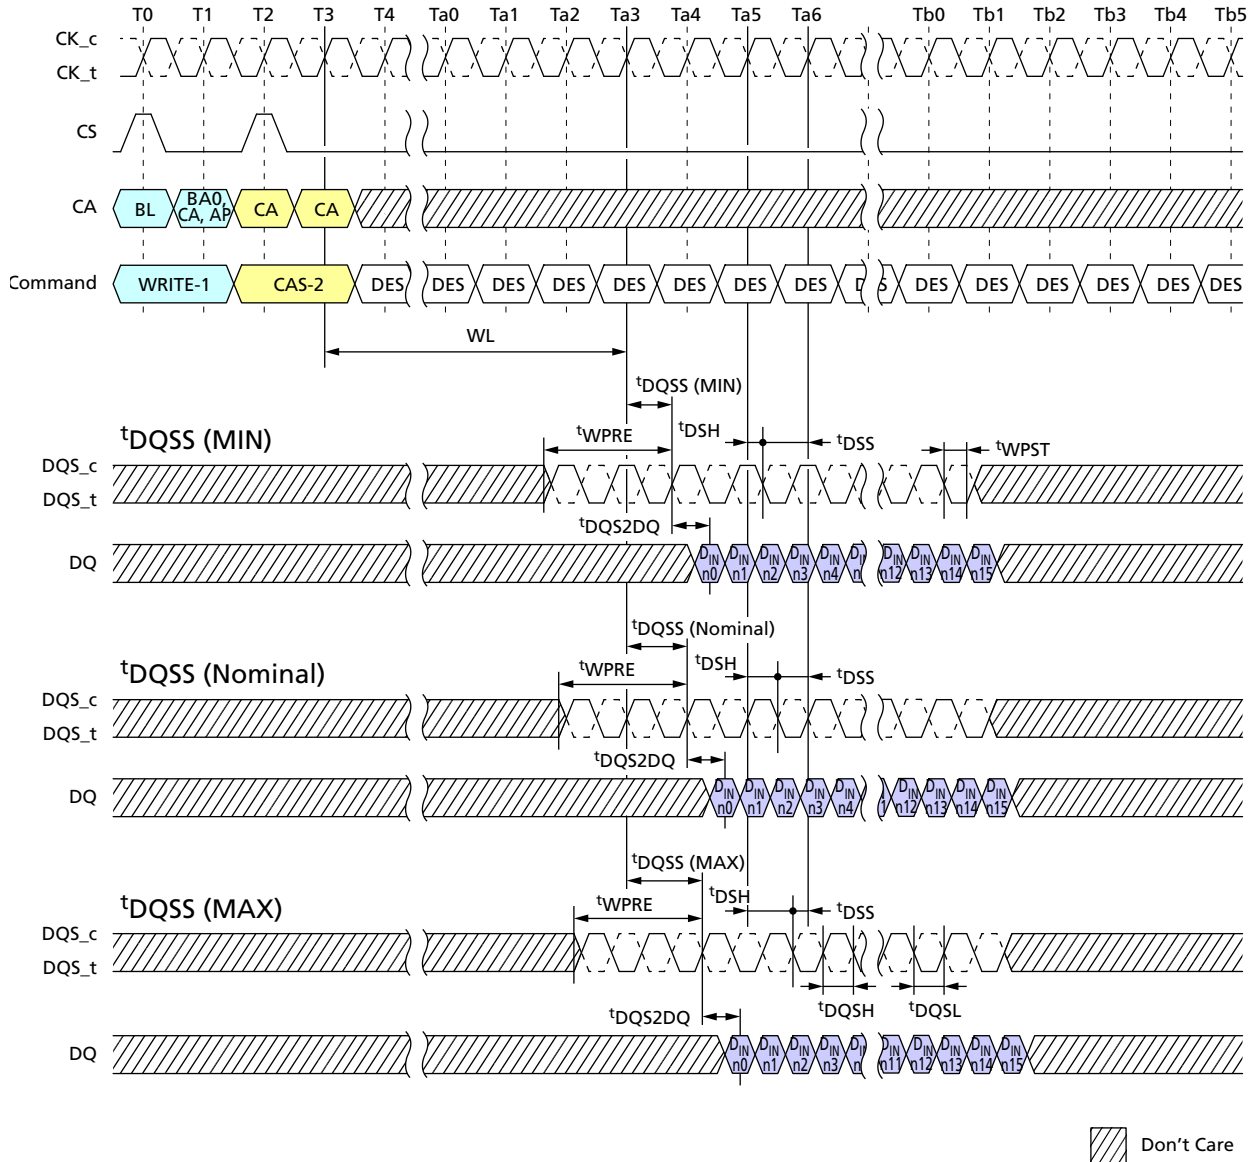 T0 T1 T2 T3 T4 Ta0 Ta1 Ta2 Ta3 Ta4 Ta5 Ta6 Tb0 Tb1 Tb2 Tb3 Tb4 Tb5
CK_c
CK_t
CS
CA BL BA0, CA, AP CA CA
Command WRITE-1 CAS-2 DES DES DES DES DES DES DES DES DES DES DES DES DES DES
WL
tDQSS (MIN)
tDQSS (MIN) tWPRE tDSH tDSS tWPST
DQS_c
DQS_t
tDQS2DQ
DQ DIN n0 DIN n1 DIN n2 DIN n3 DIN n4 n12 DIN n13 DIN n14 DIN n15
tDQSS (Nominal)
tDQSS (Nominal) tWPRE tDSH tDSS
DQS_c
DQS_t
tDQS2DQ
DQ DIN n0 DIN n1 DIN n2 DIN n3 DIN n4 DIN n12 DIN n13 DIN n14 DIN n15
tDQSS (MAX)
tDQSS (MAX) tWPRE tDSH tDSS
DQS_c
DQS_t
tDQSH tDQSL
tDQS2DQ
DQ DIN n0 DIN n1 DIN n2 DIN n3 DIN n11 DIN n12 DIN n13 DIN n14 DIN n15
Don't Care